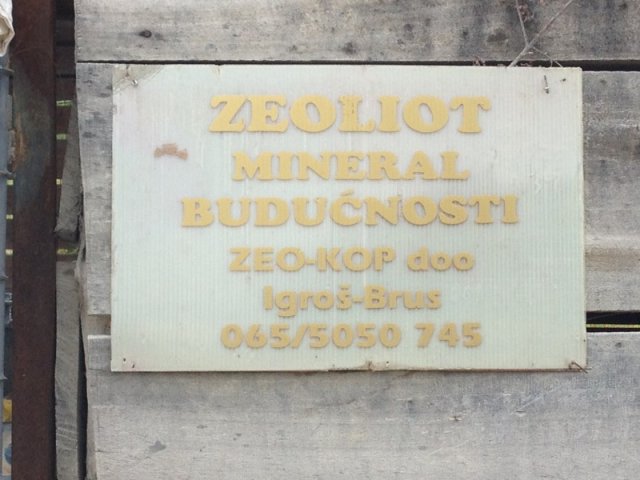 ZEOLIOT
MINERAL
BUDUĆNOSTI
ZEO-KOP doo
Igroš-Brus
065/5050 745